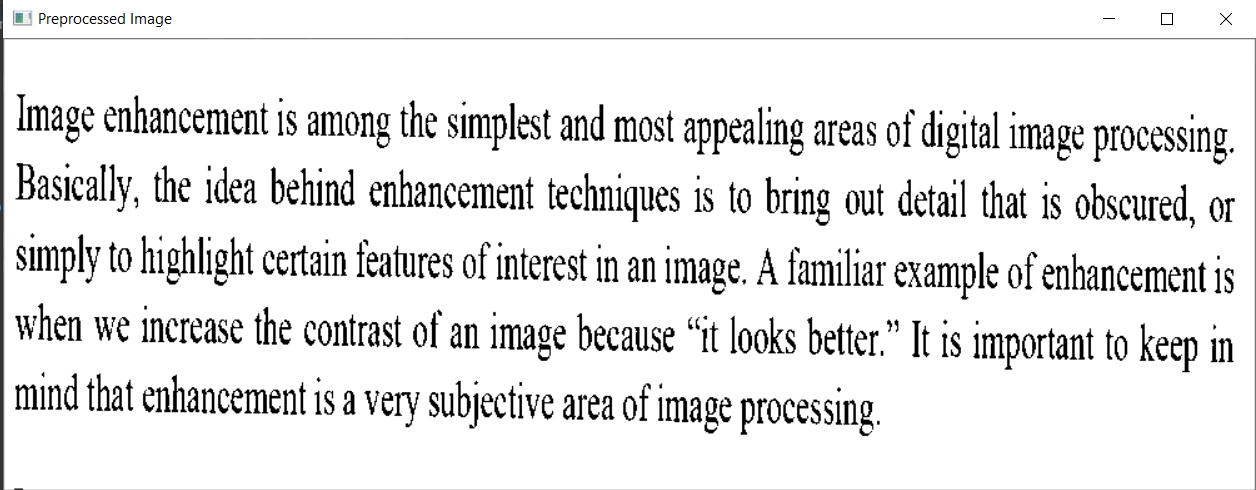 Preprocessed Image
Image enhancement is among the simplest and most appealing areas of digital image processing.
Basically, the idea behind enhancement techniques is to bring out detail that is obscured, or
simply to highlight certain features of interest in an image. A familiar example of enhancement is
when we increase the contrast of an image because “it looks better.” It is important to keep in
mind that enhancement is a very subjective area of image processing.